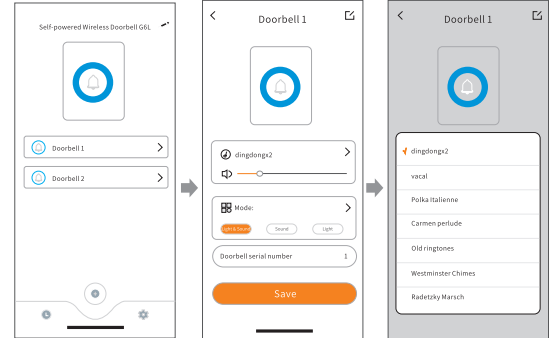 Self-powered Wireless Doorbell G6L
Doorbell 1
Doorbell 2
Doorbell 1
dingdongx2
Mode:
Light & Sound
Sound
Light
Doorbell serial number 1
Save
Doorbell 1
dingdongx2
vacal
Polka Italienne
Carmen perlude
Old ringtones
Westminster Chimes
Radetzky Marsch